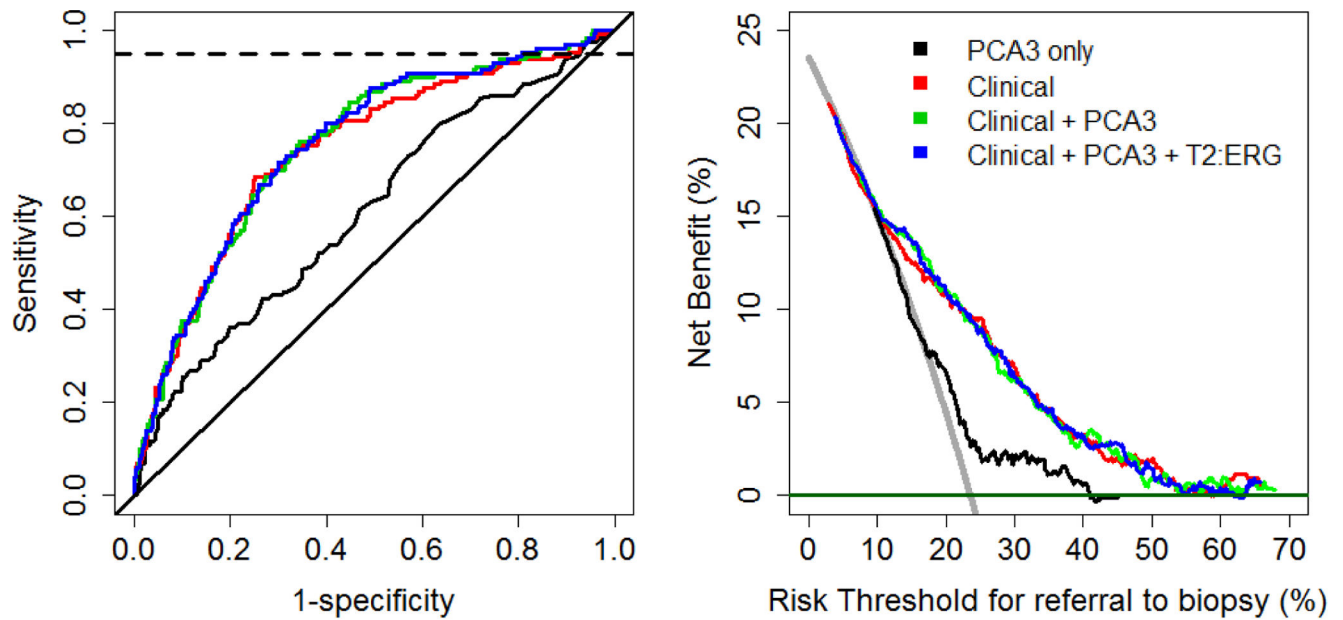 1.0
0.8
0.6
0.4
0.2
0.0
Sensitivity
0.0 0.2 0.4 0.6 0.8 1.0
1-specificity
25
20
15
10
5
0
Net Benefit (%)
PCA3 only
Clinical
Clinical + PCA3
Clinical + PCA3 + T2:ERG
0 10 20 30 40 50 60 70
Risk Threshold for referral to biopsy (%)